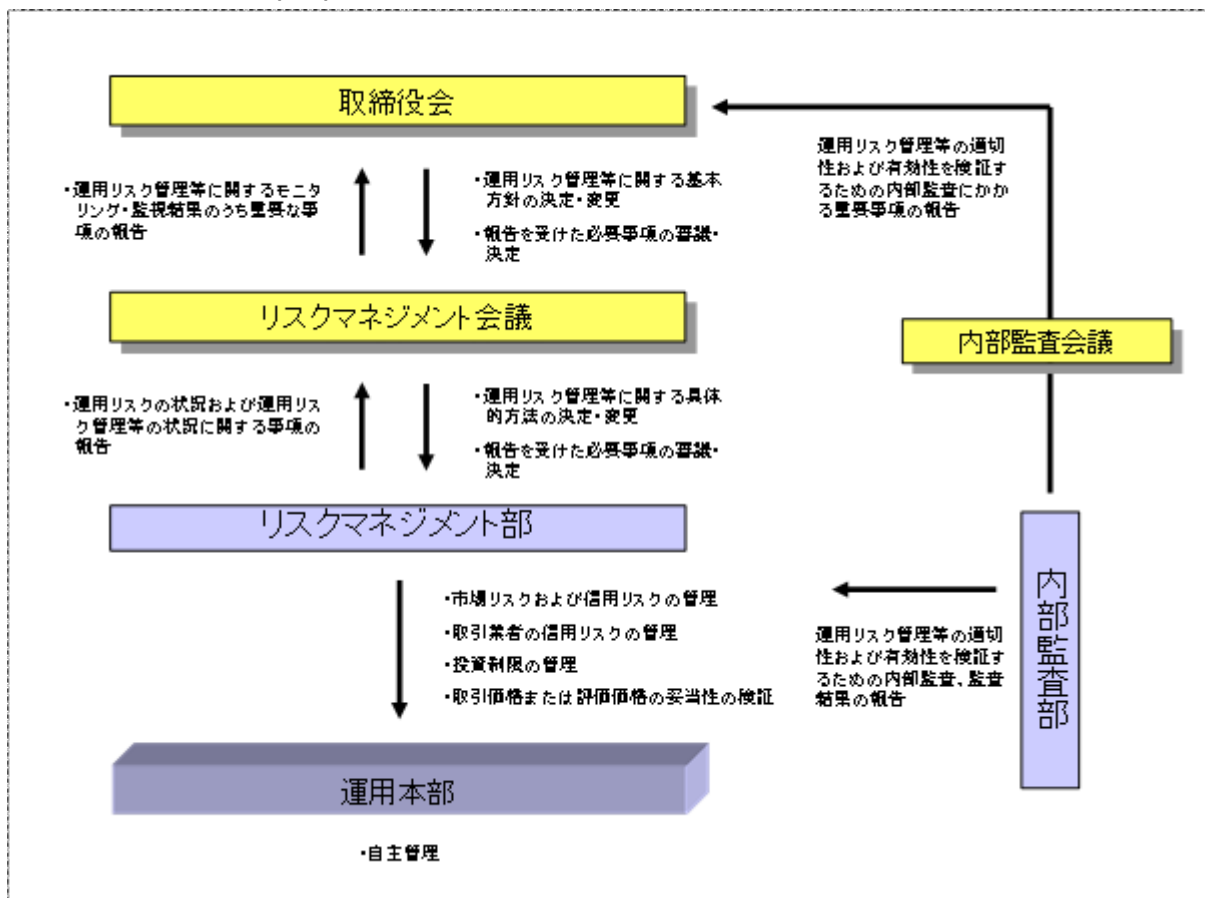 取締役会
・運用リスク管理等に関するモニタ
リング・監視結果のうち重要な事
項の報告
・運用リスク管理等に関する基本
方針の決定・変更
・報告を受けた必要事項の審議・
決定
運用リスク管理等の適切
性および有効性を検証す
るための内部監査にかか
る重要事項の報告
リスクマネジメント会議
内部監査会議
・運用リスクの状況および運用リス
ク管理等の状況に関する事項の
報告
・運用リスク管理等に関する具体
的方法の決定・変更
・報告を受けた必要事項の審議・
決定
リスクマネジメント部
・市場リスクおよび信用リスクの管理
・取引業者の信用リスクの管理
・投資制限の管理
・取引価格または評価価格の妥当性の検証
運用リスク管理等の適切
性および有効性を検証す
るための内部監査、監査
結果の報告
内部監査部
運用本部
・自主管理